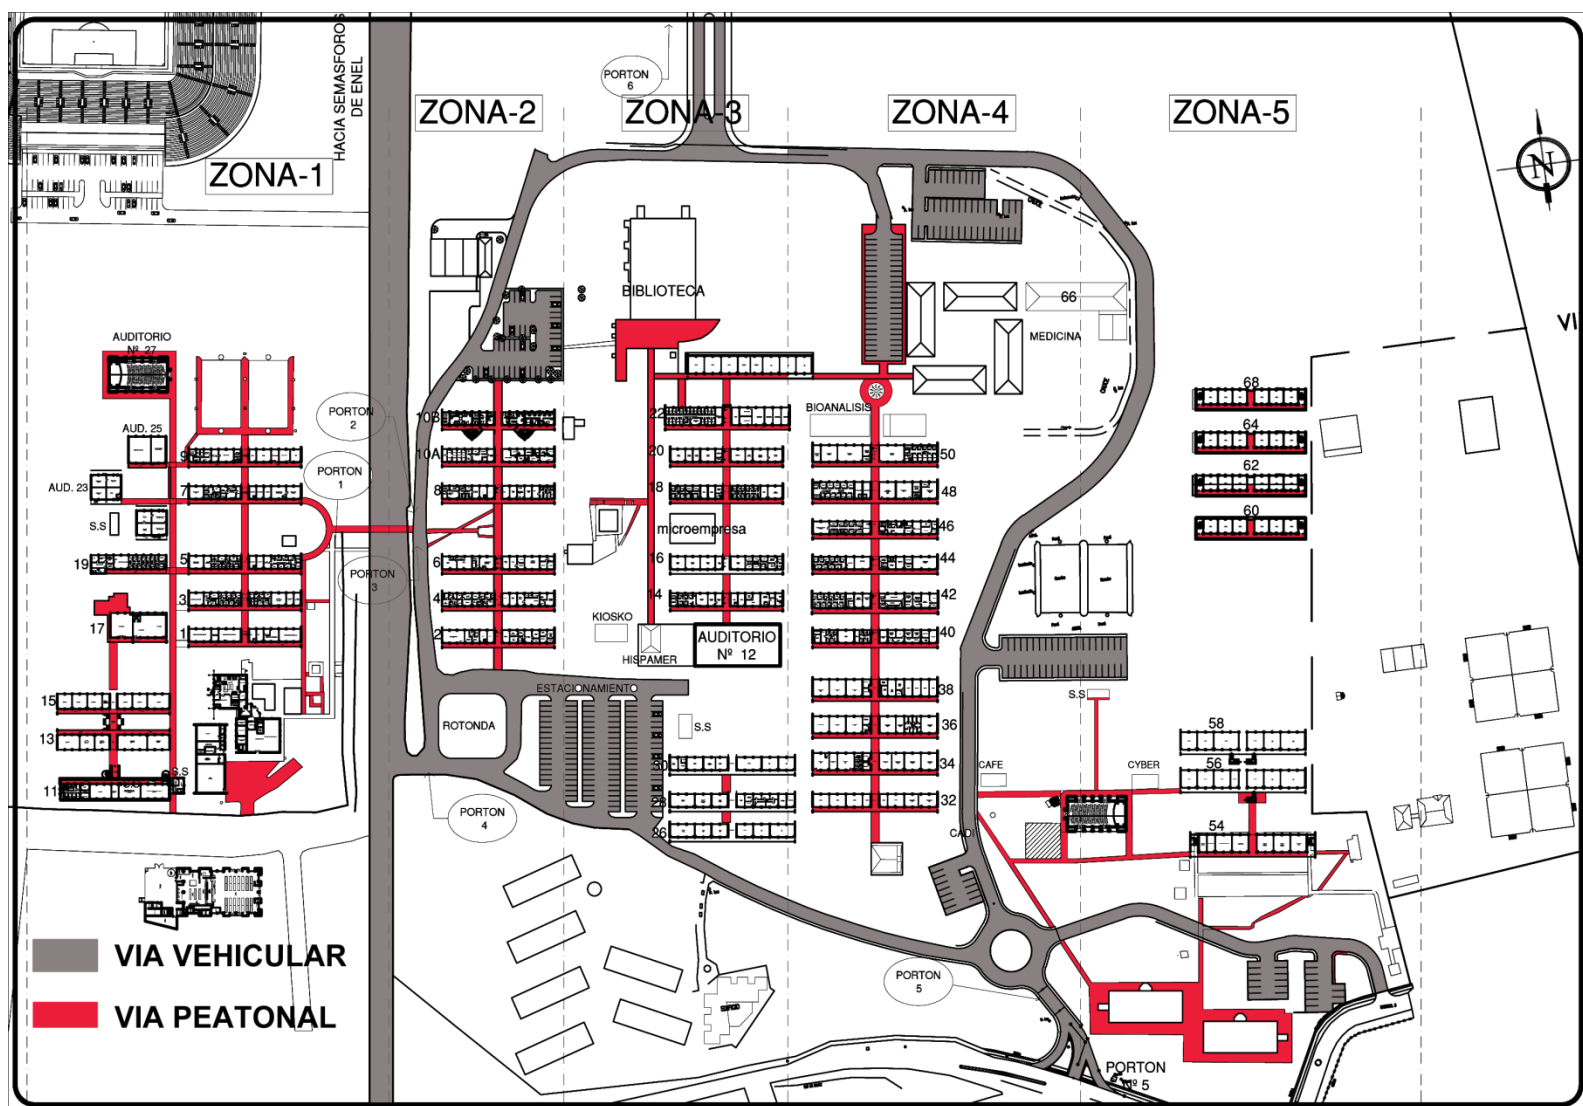 HACIA SEMASFOROS
DE ENEL
PORTON
6
ZONA-1
ZONA-2
ZONA-3
ZONA-4
ZONA-5
N
VI
BIBLIOTECA
66
MEDICINA
AUDITORIO
Nº 27
AUD. 25
AUD. 23
S.S
9
7
5
19
3
17
1
15
13
11
S.S
PORTON
2
PORTON
1
PORTON
3
10B
10A
8
6
4
2
22
20
18
microempresa
16
14
KIOSKO
HISPAMER
AUDITORIO
Nº 12
BIOANALISIS
50
48
46
44
42
40
38
36
34
32
68
64
62
60
ESTACIONAMIENTO
ROTONDA
S.S
30
28
26
PORTON
4
S.S
CAFE
CYBER
CADI
58
56
54
EDIFICIO
PORTON
5
PORTON
Nº 5
VIA VEHICULAR
VIA PEATONAL